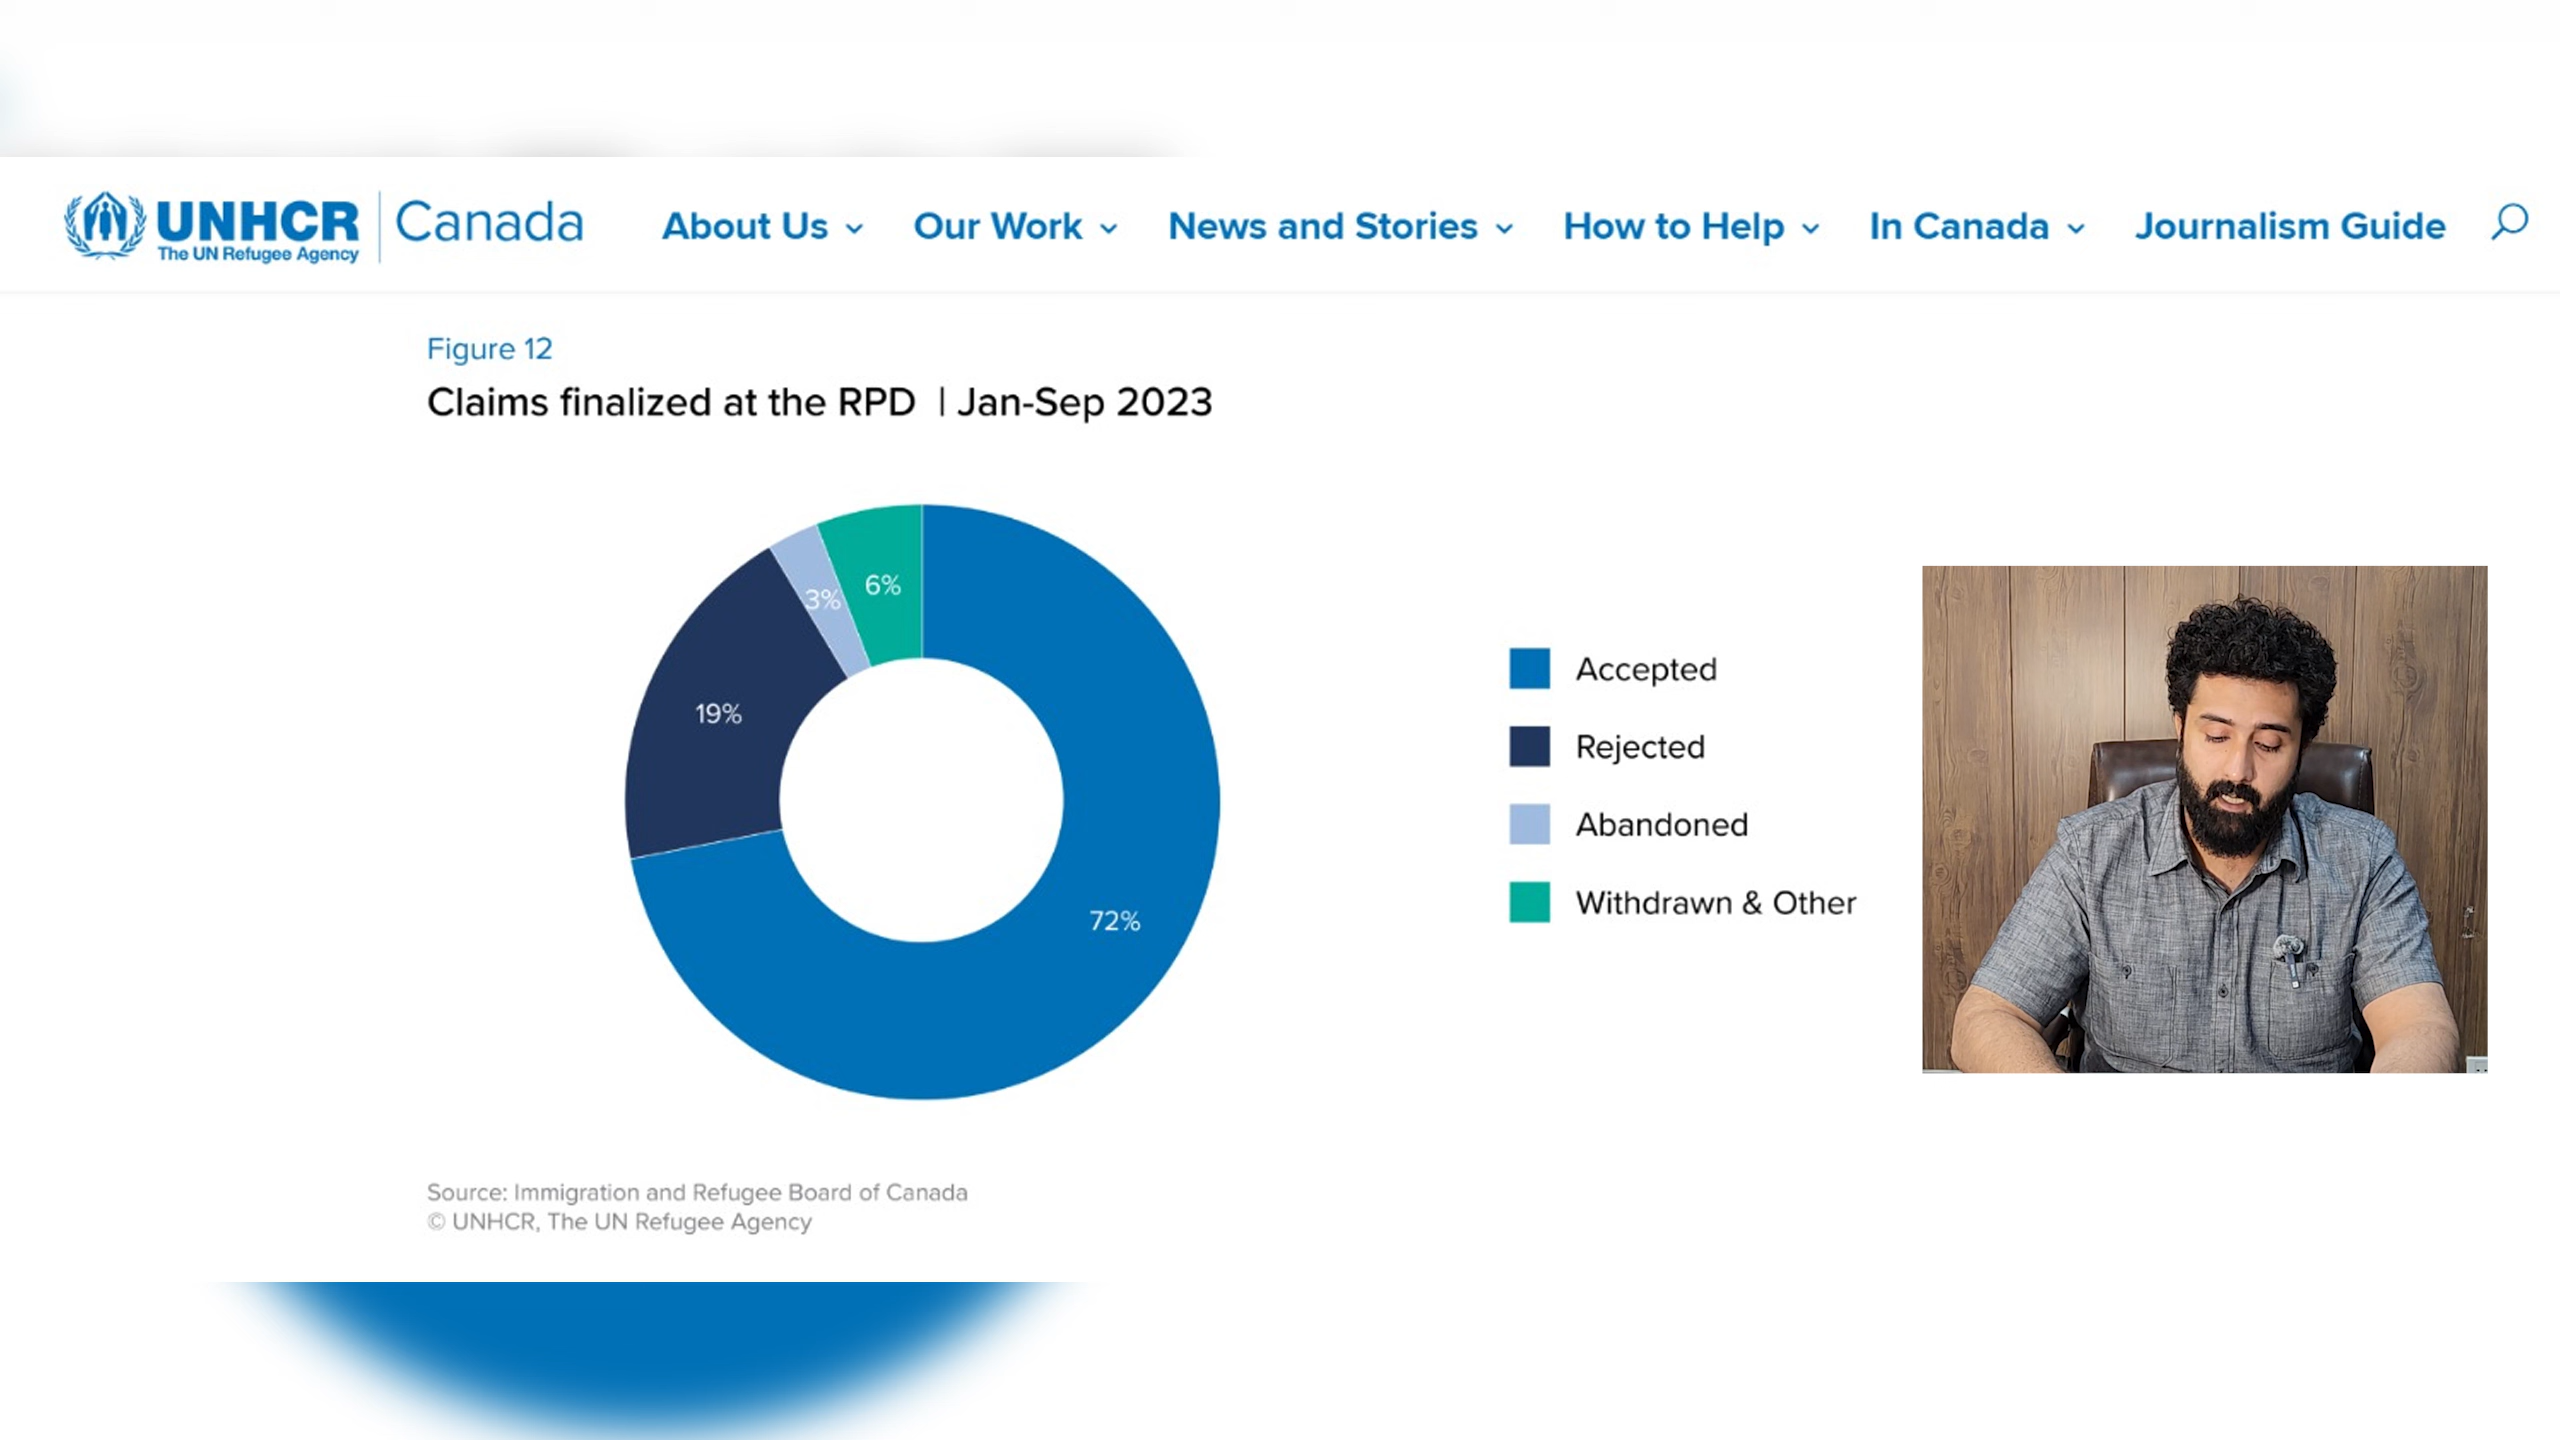 UNHCR Canada About Us Our Work News and Stories How to Help In Canada Journalism Guide
The UN Refugee Agency
Figure 12
Claims finalized at the RPD | Jan-Sep 2023
6%
3%
19%
72%
Accepted
Rejected
Abandoned
Withdrawn & Other
Source: Immigration and Refugee Board of Canada
© UNHCR, The UN Refugee Agency